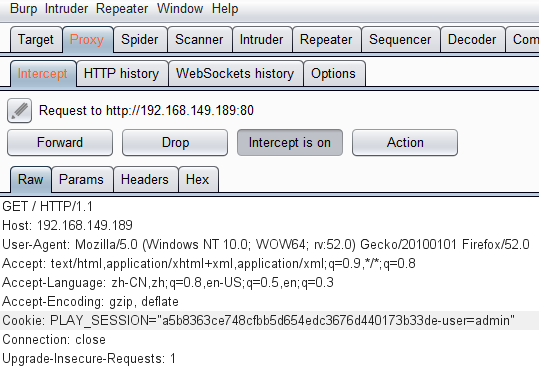 Burp Intruder Repeater Window Help
Target Proxy Spider Scanner Intruder Repeater Sequencer Decoder Com
Intercept HTTP history WebSockets history Options
Request to http://192.168.149.189:80
Forward Drop Intercept is on Action
Raw Params Headers Hex
GET / HTTP/1.1
Host: 192.168.149.189
User-Agent: Mozilla/5.0 (Windows NT 10.0; WOW64; rv:52.0) Gecko/20100101 Firefox/52.0
Accept: text/html,application/xhtml+xml,application/xml;q=0.9,*/*;q=0.8
Accept-Language: zh-CN,zh;q=0.8,en-US;q=0.5,en;q=0.3
Accept-Encoding: gzip, deflate
Cookie: PLAY_SESSION="a5b8363ce748cfbb5d654edc3676d440173b33de-user=admin"
Connection: close
Upgrade-Insecure-Requests: 1